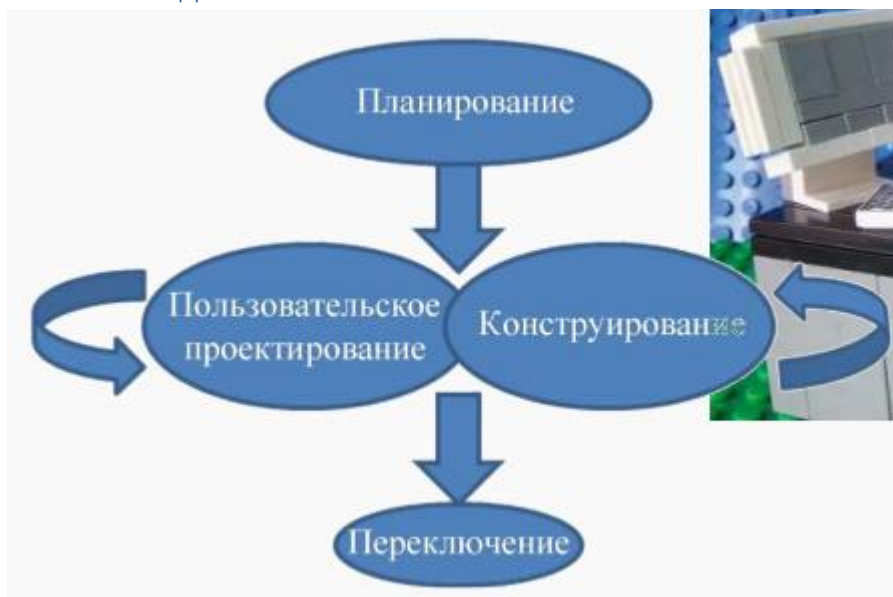 Планирование
Пользовательское
проектирование
Конструирование
Переключение